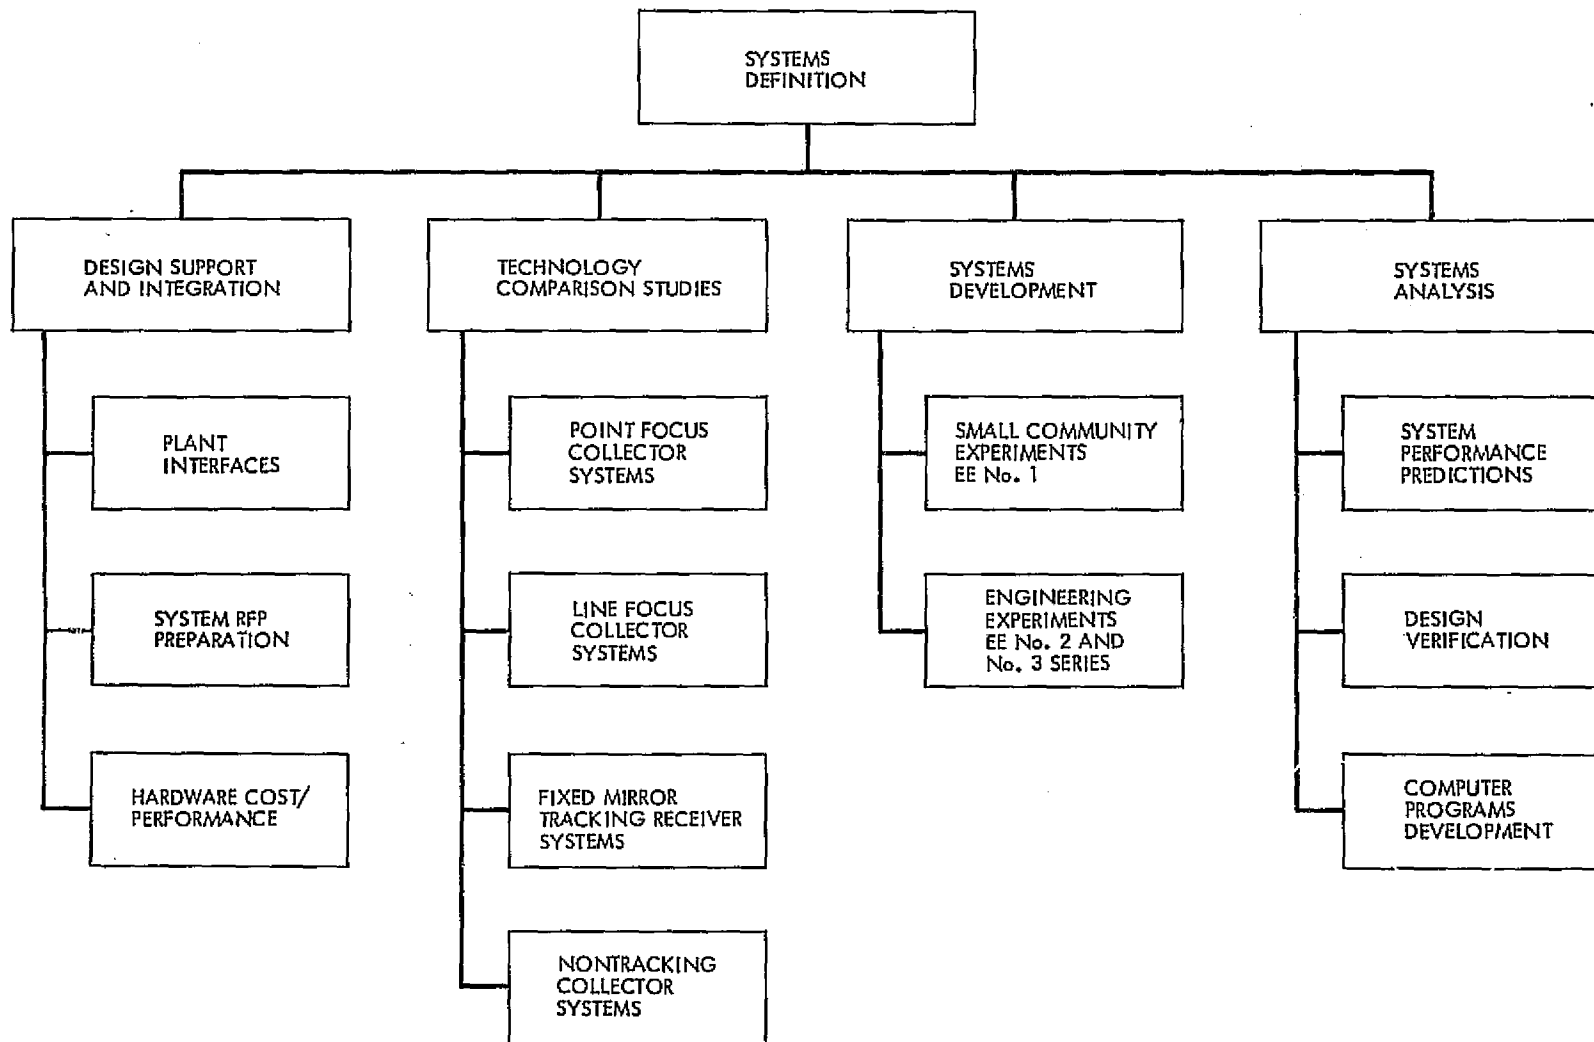 SYSTEMS
DEFINITION
DESIGN SUPPORT
AND INTEGRATION
TECHNOLOGY
COMPARISON STUDIES
SYSTEMS
DEVELOPMENT
SYSTEMS
ANALYSIS
PLANT
INTERFACES
SYSTEM RFP
PREPARATION
HARDWARE COST/
PERFORMANCE
POINT FOCUS
COLLECTOR
SYSTEMS
LINE FOCUS
COLLECTOR
SYSTEMS
FIXED MIRROR
TRACKING RECEIVER
SYSTEMS
NONTRACKING
COLLECTOR
SYSTEMS
SMALL COMMUNITY
EXPERIMENTS
EE No. 1
ENGINEERING
EXPERIMENTS
EE No. 2 AND
No. 3 SERIES
SYSTEM
PERFORMANCE
PREDICTIONS
DESIGN
VERIFICATION
COMPUTER
PROGRAMS
DEVELOPMENT